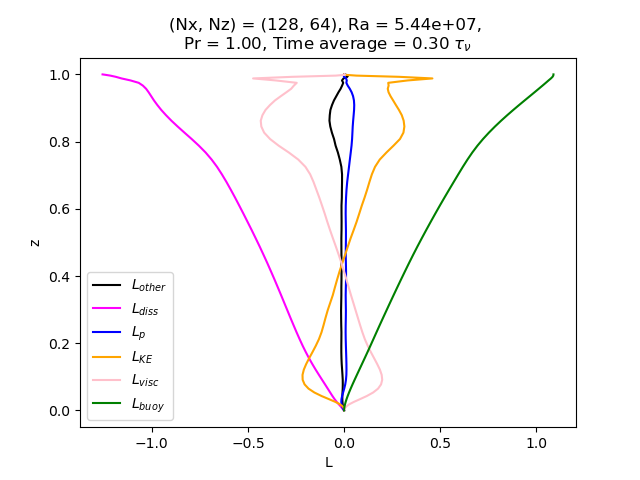 (Nx, Nz) = (128, 64), Ra = 5.44e+07,
Pr = 1.00, Time average = 0.30 τ_ν
1.0
0.8
0.6
0.4
0.2
0.0
z
L_other
L_diss
L_p
L_KE
L_visc
L_buoy
−1.0 −0.5 0.0 0.5 1.0
L